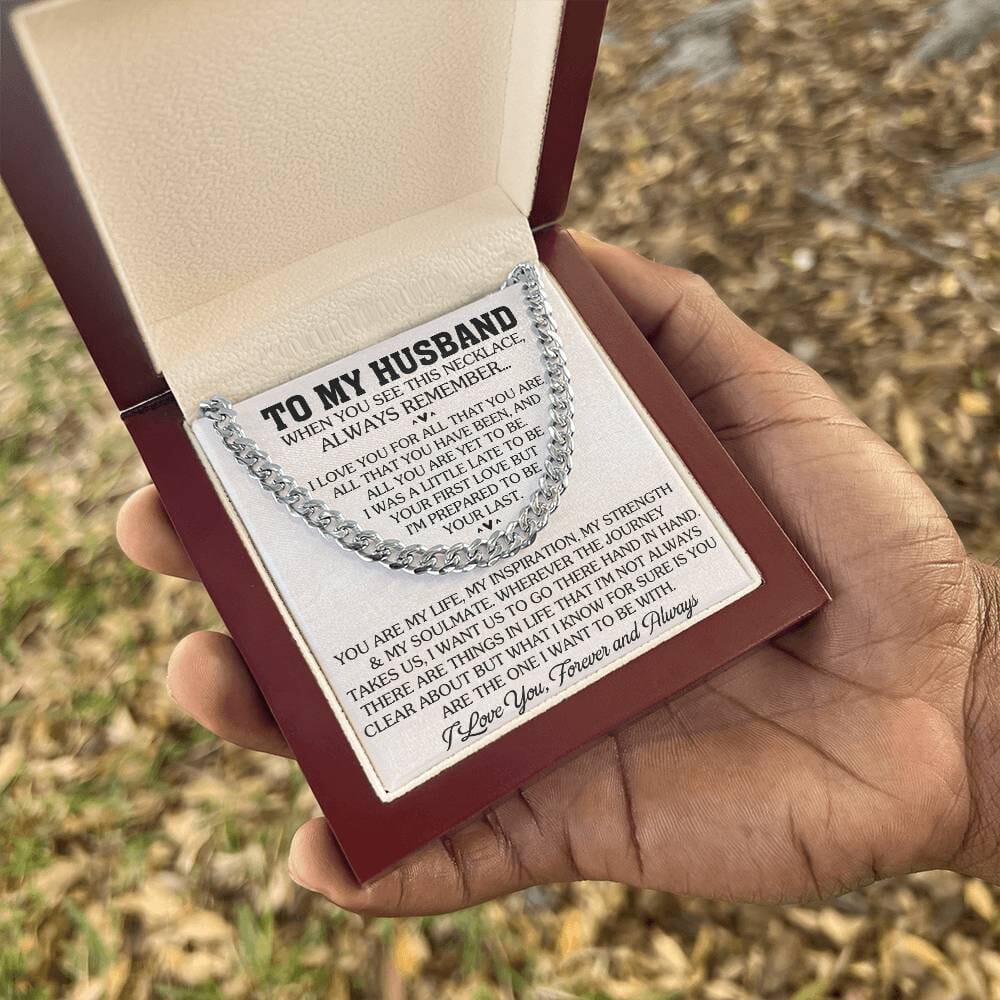 TO MY HUSBAND
WHEN YOU SEE THIS NECKLACE,
ALWAYS REMEMBER...
I LOVE YOU FOR ALL THAT YOU ARE,
ALL THAT YOU HAVE BEEN, AND
ALL YOU ARE YET TO BE.
I WAS A LITTLE LATE TO BE
YOUR FIRST LOVE BUT
I'M PREPARED TO BE
YOUR LAST.
YOU ARE MY LIFE, MY INSPIRATION, MY STRENGTH
& MY SOULMATE. WHEREVER THE JOURNEY
TAKES US, I WANT US TO GO THERE HAND IN HAND.
THERE ARE THINGS IN LIFE THAT I'M NOT ALWAYS
CLEAR ABOUT BUT WHAT I KNOW FOR SURE IS YOU
ARE THE ONE I WANT TO BE WITH.
I Love You, Forever and Always